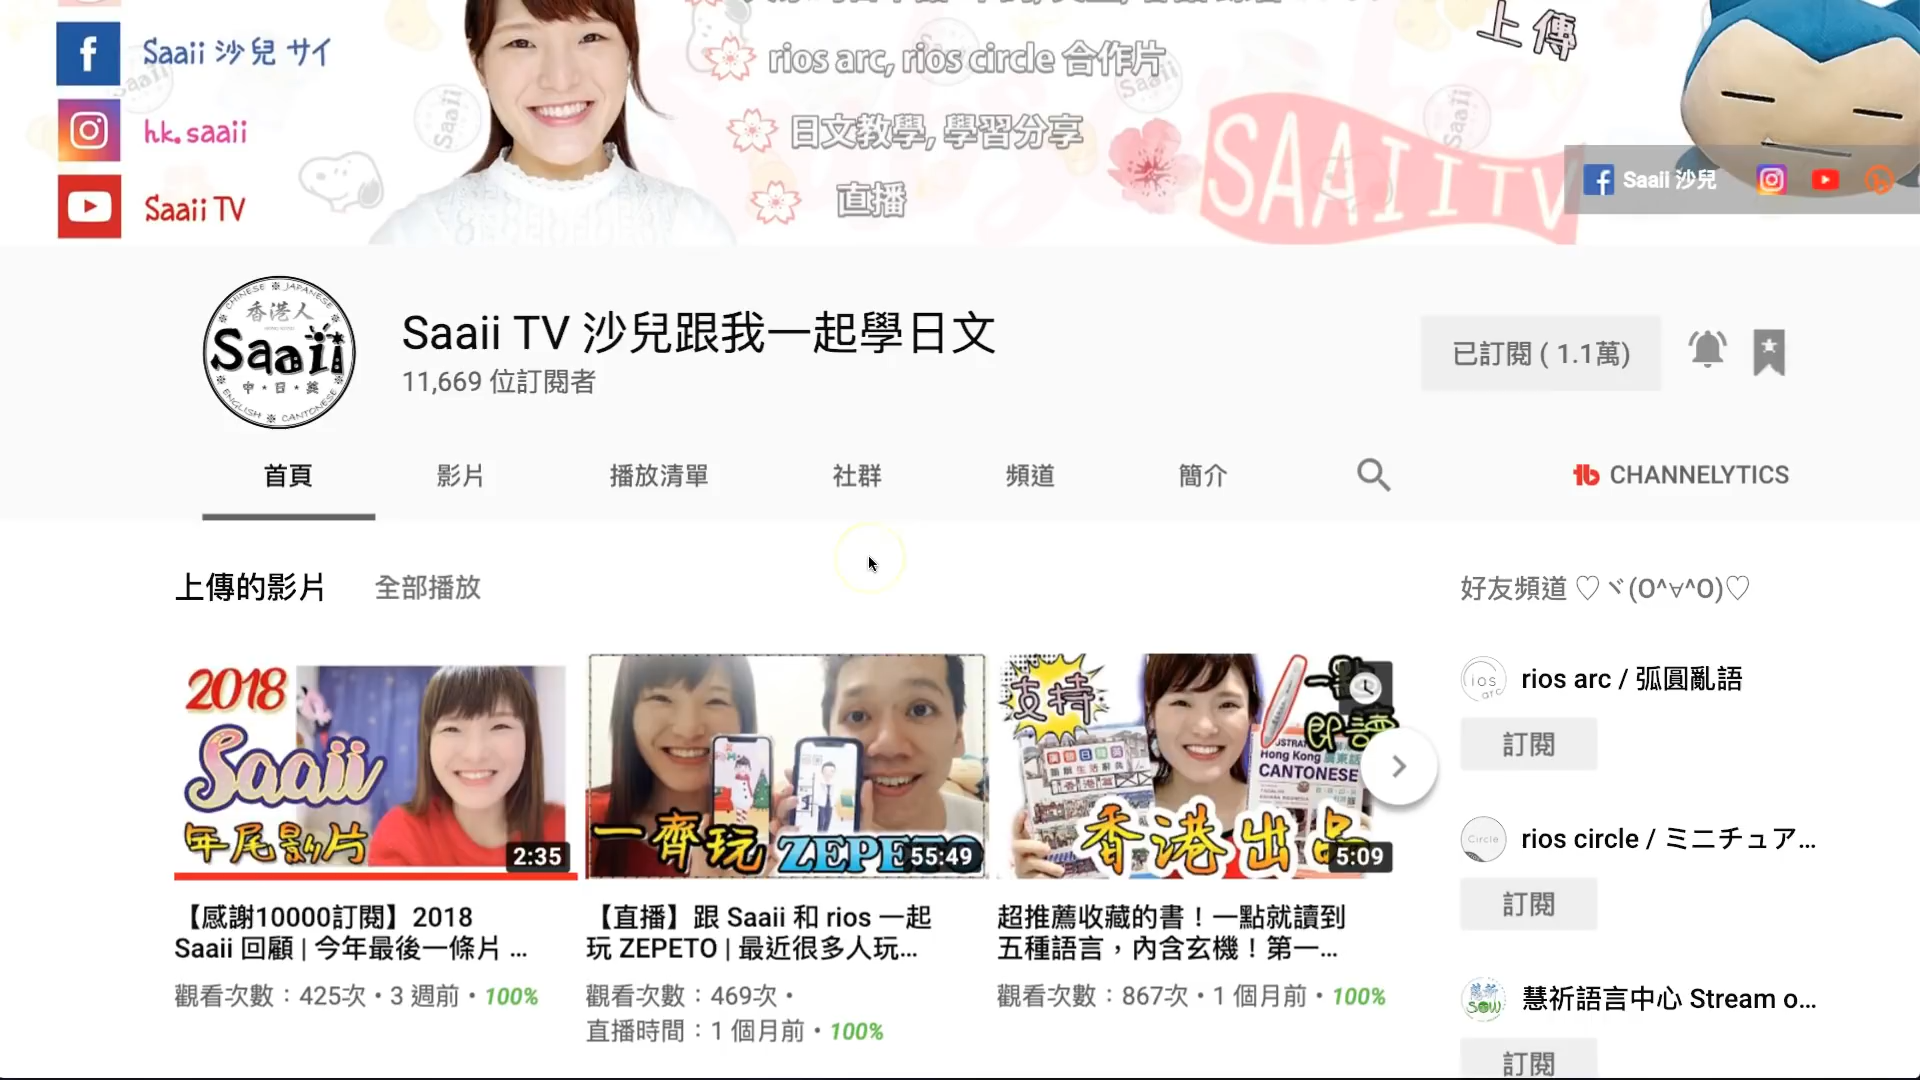 Saaii 沙兒 サイ
上傳
rios arc, rios circle 合作片
hk.saaii
日文教學, 學習分享
SAAIITV
Saaii 沙兒
Saaii TV
直播
CHINESE ※ JAPANESE
香港人
Saaii
中・日・英
ENGLISH ※ CANTONESE
Saaii TV 沙兒跟我一起學日文
11,669 位訂閱者
已訂閱 ( 1.1萬)
首頁
影片
播放清單
社群
頻道
簡介
CHANNELYTICS
上傳的影片
全部播放
好友頻道 ♡ヾ(O^∀^O)♡
2018
Saaii
年尾影片
2:35
一齊玩 ZEPETO
55:49
支持
一點
即讀
Hong Kong
CANTONESE
香港出品
5:09
rios arc / 弧圓亂語
訂閱
rios circle / ミニチュア...
訂閱
【感謝10000訂閱】2018
Saaii 回顧 | 今年最後一條片 ...
觀看次數：425次・3 週前・100%
【直播】跟 Saaii 和 rios 一起
玩 ZEPETO | 最近很多人玩...
觀看次數：469次・
直播時間：1 個月前・100%
超推薦收藏的書！一點就讀到
五種語言，內含玄機！第一...
觀看次數：867次・1 個月前・100%
慧祈語言中心 Stream o...
訂閱